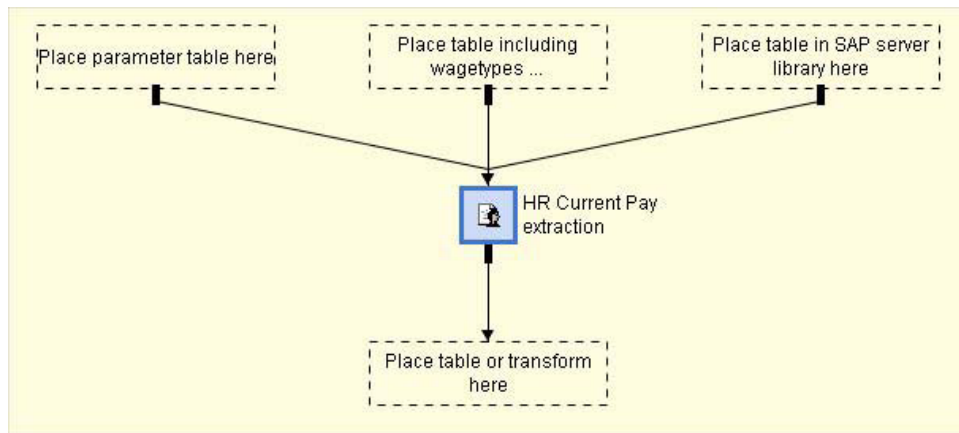 Place parameter table here
Place table including
wagetypes ...
Place table in SAP server
library here
HR Current Pay
extraction
Place table or transform
here